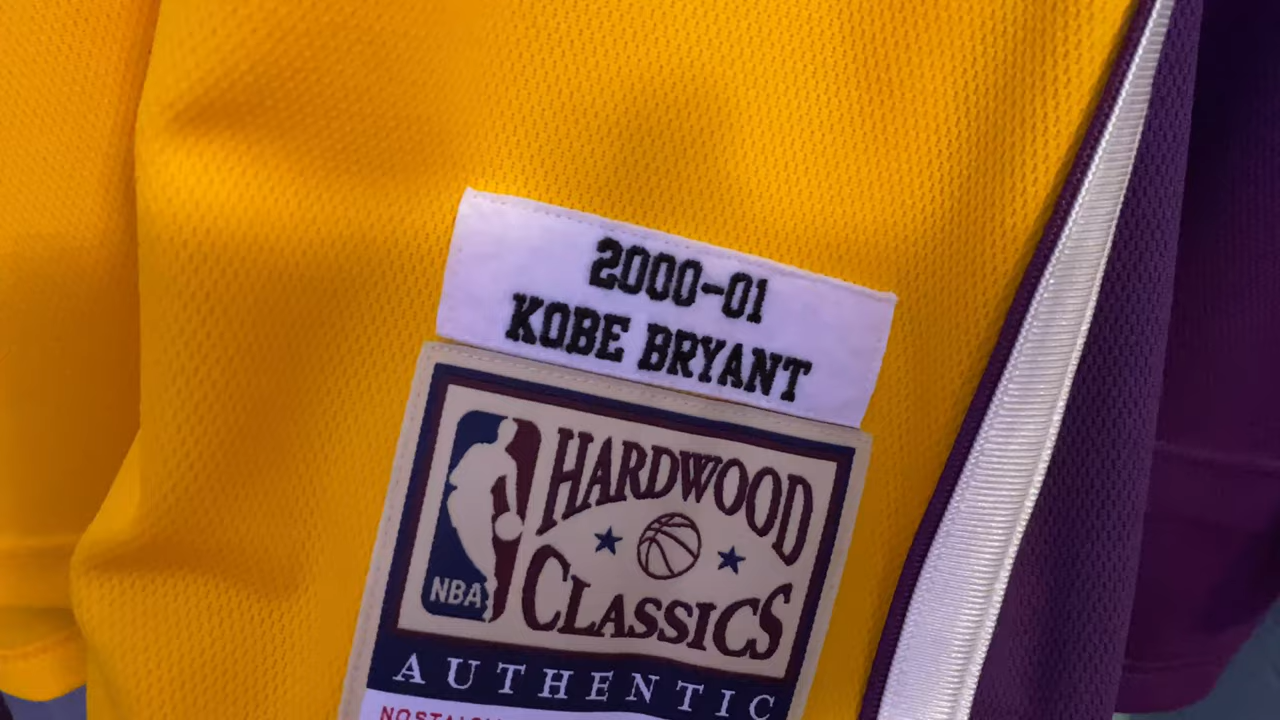 2000-01
KOBE BRYANT
HARDWOOD
CLASSICS
NBA
AUTHENTIC